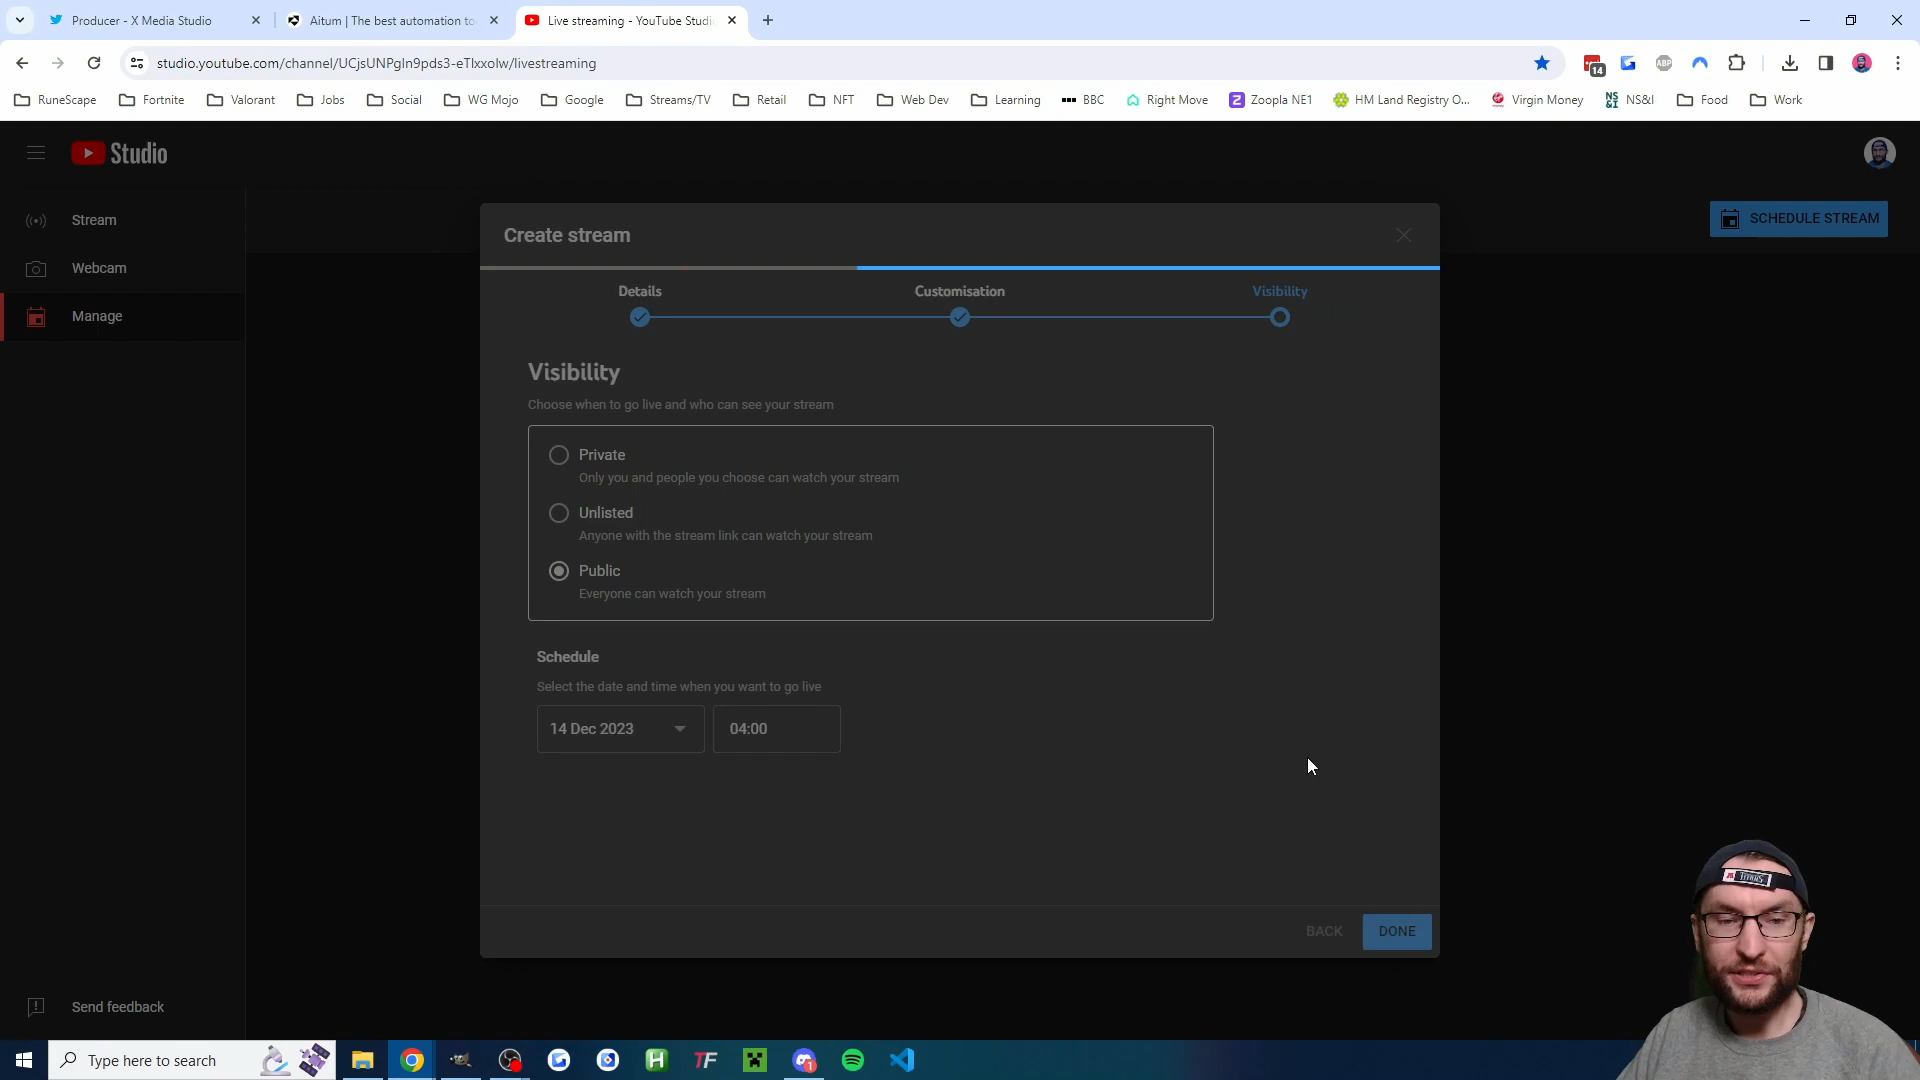 Producer - X Media Studio
Aitum | The best automation to
Live streaming - YouTube Studi
studio.youtube.com/channel/UCjsUNPgIn9pds3-eTlxxolw/livestreaming
14
ABP
RuneScape
Fortnite
Valorant
Jobs
Social
WG Mojo
Google
Streams/TV
Retail
NFT
Web Dev
Learning
BBC
Right Move
Zoopla NE1
HM Land Registry O...
Virgin Money
NS&I
NS&I
Food
Work
Studio
Stream
Webcam
Manage
Send feedback
SCHEDULE STREAM
Create stream
Details
Customisation
Visibility
Visibility
Choose when to go live and who can see your stream
Private
Only you and people you choose can watch your stream
Unlisted
Anyone with the stream link can watch your stream
Public
Everyone can watch your stream
Schedule
Select the date and time when you want to go live
14 Dec 2023
04:00
BACK
DONE
Type here to search
H
TF
1